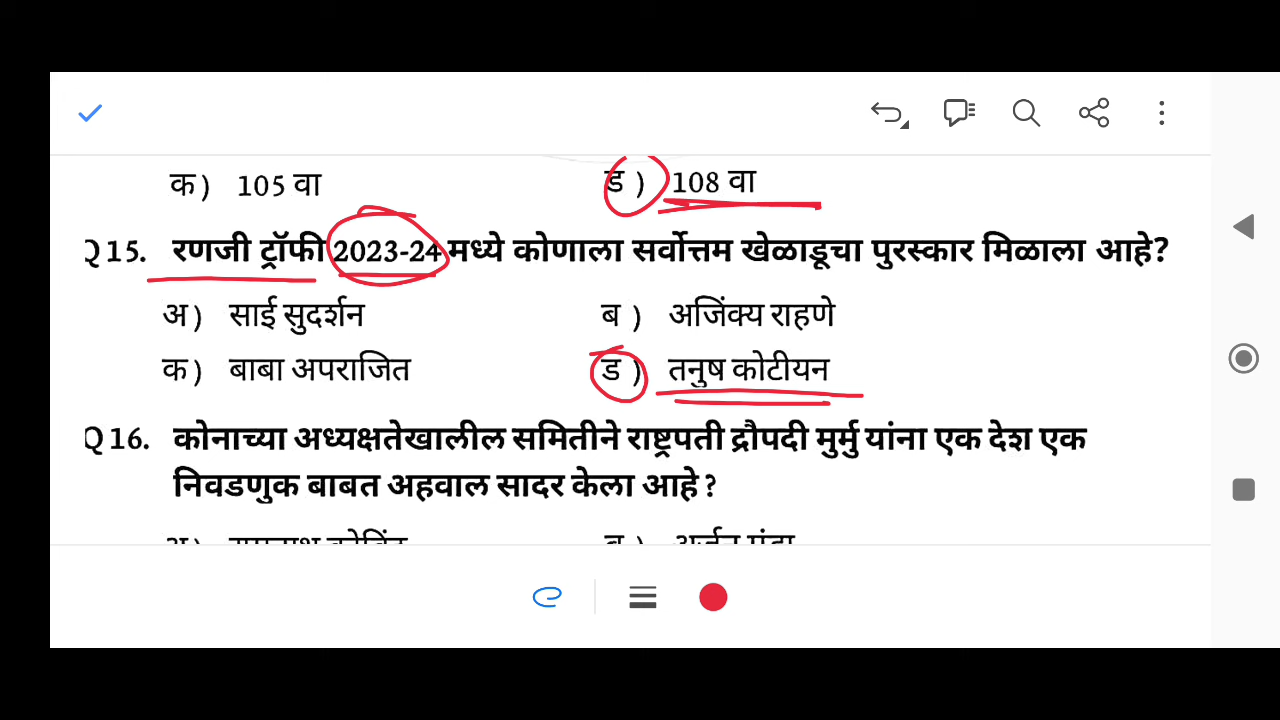 क) 105 वा ड ) 108 वा
Q15. रणजी ट्रॉफी 2023-24 मध्ये कोणाला सर्वोत्तम खेळाडूचा पुरस्कार मिळाला आहे?
अ) साई सुदर्शन ब ) अजिंक्य राहणे
क) बाबा अपराजित ड ) तनुष कोटीयन
Q16. कोनाच्या अध्यक्षतेखालील समितीने राष्ट्रपती द्रौपदी मुर्मु यांना एक देश एक
निवडणुक बाबत अहवाल सादर केला आहे ?